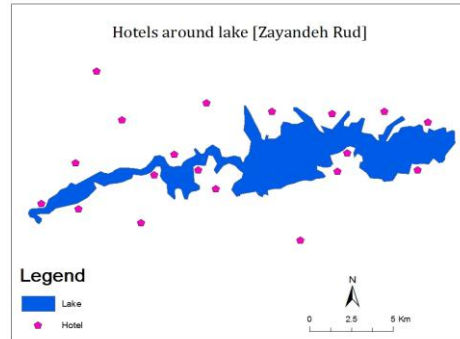 Hotels around lake [Zayandeh Rud]
Legend
Lake
Hotel
N
0 2.5 5 Km